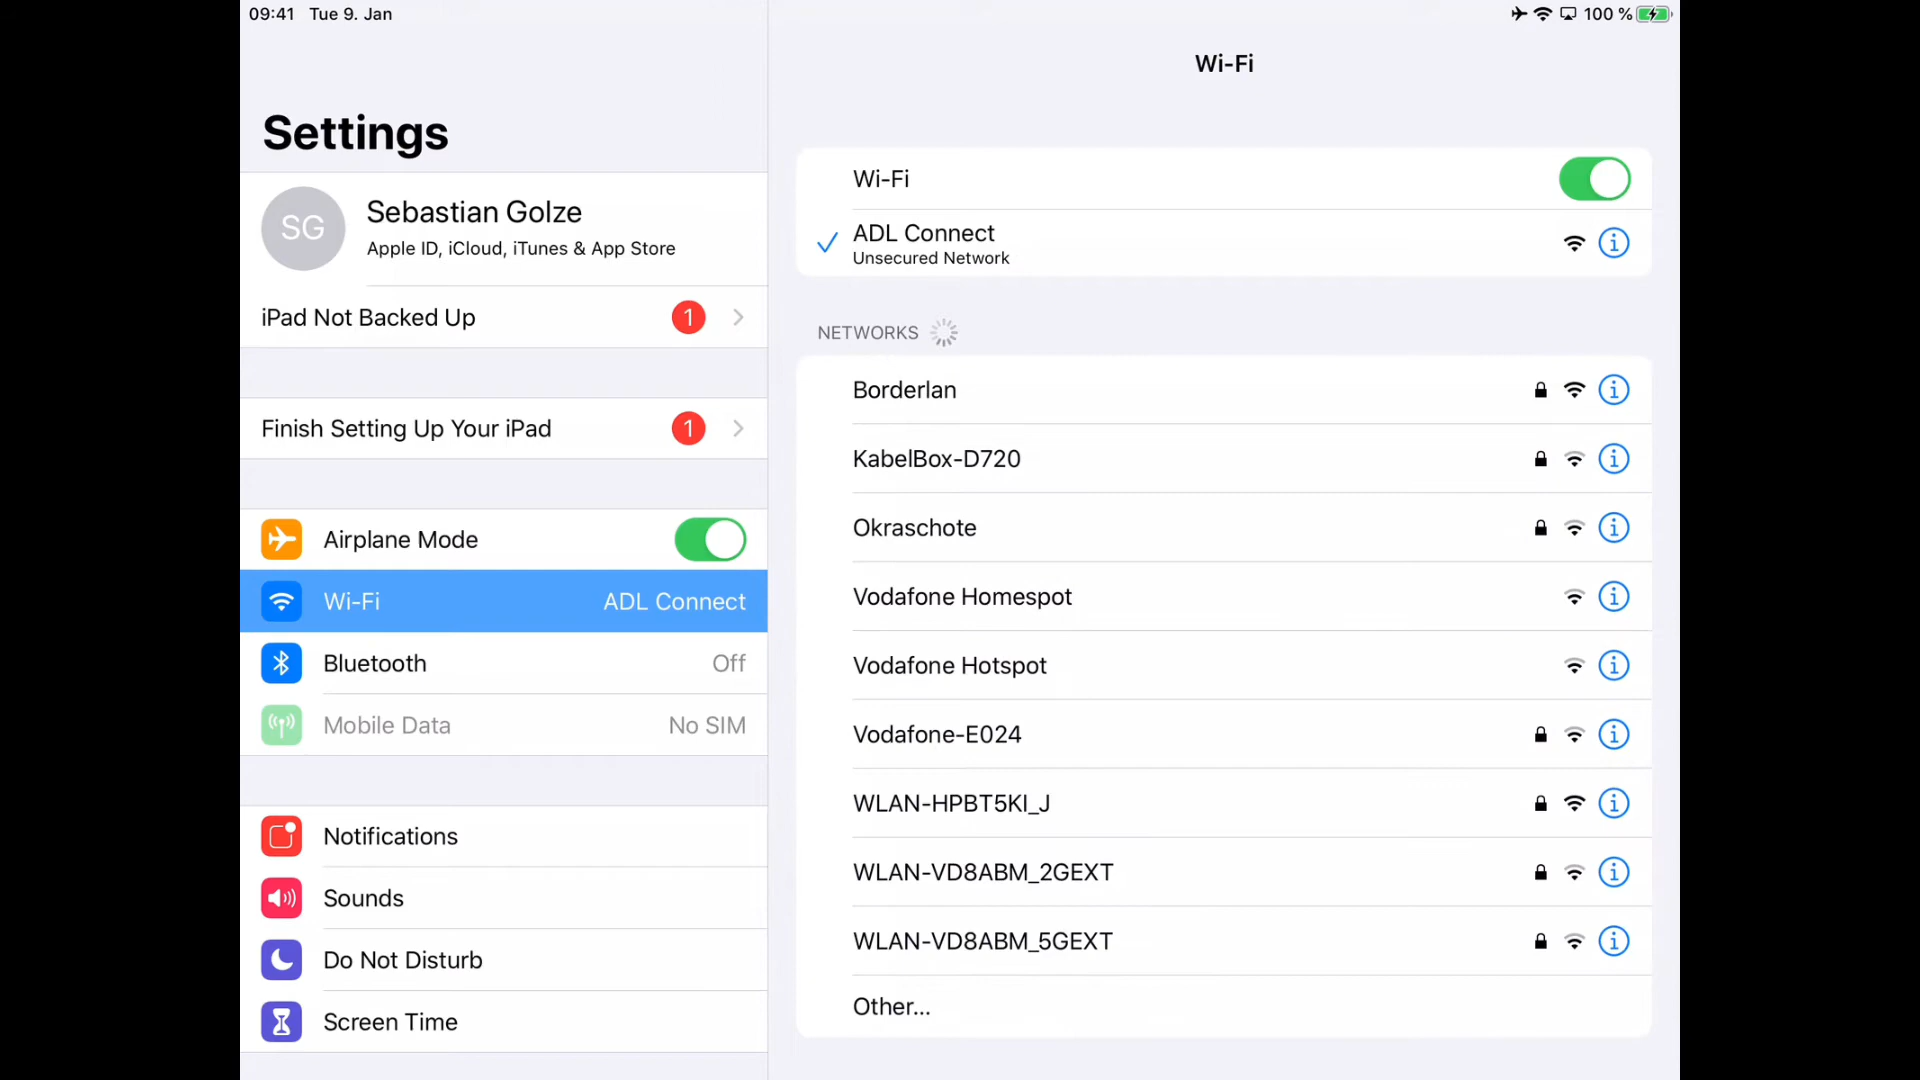 09:41 Tue 9. Jan
100 %
Settings
SG
Sebastian Golze
Apple ID, iCloud, iTunes & App Store
iPad Not Backed Up 1
Finish Setting Up Your iPad 1
Airplane Mode
Wi-Fi ADL Connect
Bluetooth Off
Mobile Data No SIM
Notifications
Sounds
Do Not Disturb
Screen Time
Wi-Fi
Wi-Fi
ADL Connect
Unsecured Network
NETWORKS
Borderlan
KabelBox-D720
Okraschote
Vodafone Homespot
Vodafone Hotspot
Vodafone-E024
WLAN-HPBT5KI_J
WLAN-VD8ABM_2GEXT
WLAN-VD8ABM_5GEXT
Other...